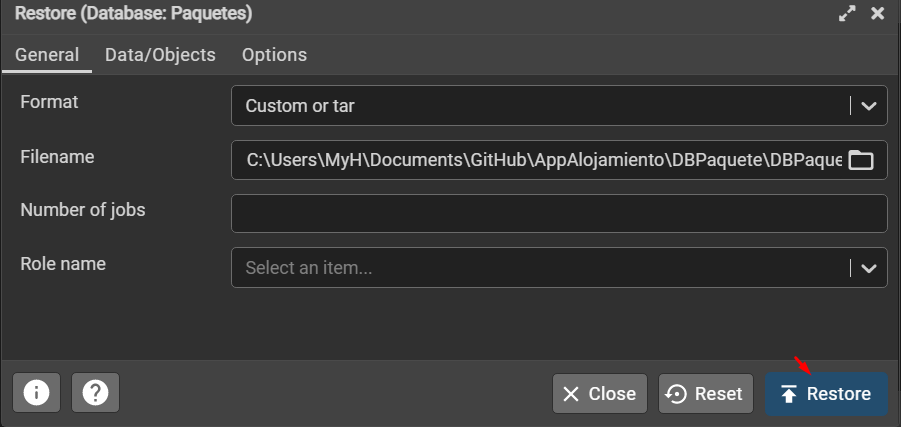 Restore (Database: Paquetes)
General Data/Objects Options
Format Custom or tar
Filename C:\Users\MyH\Documents\GitHub\AppAlojamiento\DBPaquete\DBPaque
Number of jobs
Role name Select an item...
Close Reset Restore